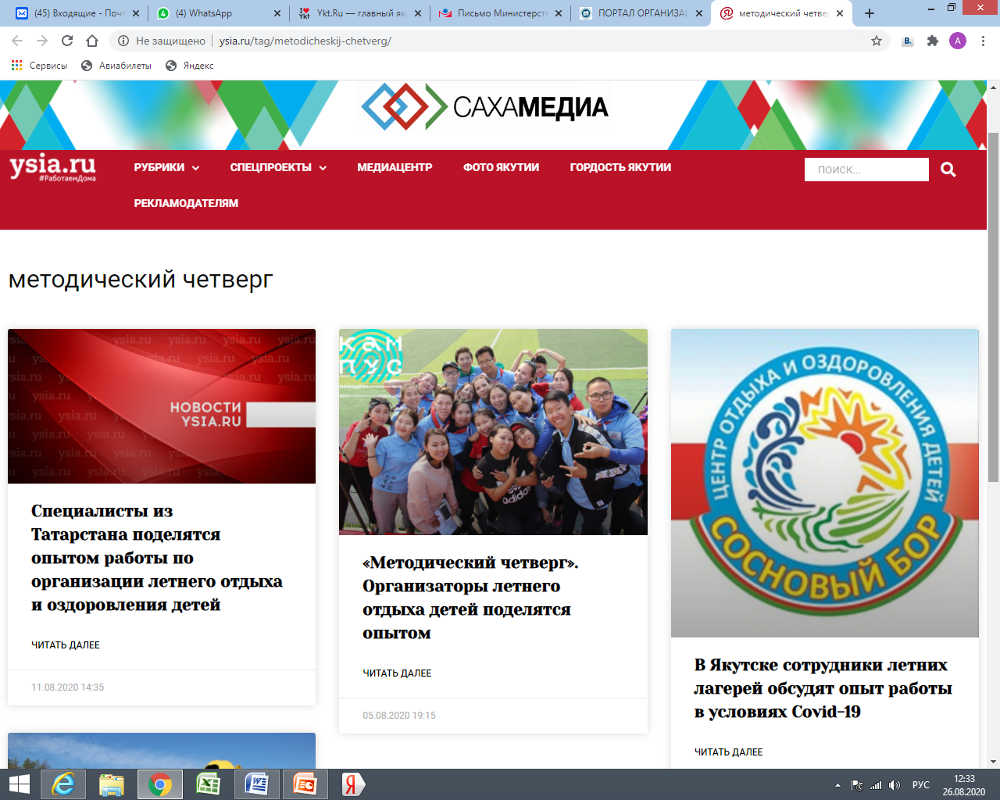 (45) Входящие - Почт
(4) WhatsApp
Ykt.Ru — главный як
Письмо Министерств
ПОРТАЛ ОРГАНИЗАЦ
методический четвер
Не защищено
ysia.ru/tag/metodicheskij-chetverg/
B.
A
Сервисы
Авиабилеты
Яндекс
САХАМЕДИА
ysia.ru
#РаботаемДома
РУБРИКИ
СПЕЦПРОЕКТЫ
МЕДИАЦЕНТР
ФОТО ЯКУТИИ
ГОРДОСТЬ ЯКУТИИ
ПОИСК...
РЕКЛАМОДАТЕЛЯМ
методический четверг
НОВОСТИ
YSIA.RU
Специалисты из
Татарстана поделятся
опытом работы по
организации летнего отдыха
и оздоровления детей
ЧИТАТЬ ДАЛЕЕ
11.08.2020 14:35
КАМ
ПУС
adidas
«Методический четверг».
Организаторы летнего
отдыха детей поделятся
опытом
ЧИТАТЬ ДАЛЕЕ
05.08.2020 19:15
ЦЕНТР ОТДЫХА И ОЗДОРОВЛЕНИЯ ДЕТЕЙ
СОСНОВЫЙ БОР
В Якутске сотрудники летних
лагерей обсудят опыт работы
в условиях Covid-19
ЧИТАТЬ ДАЛЕЕ
РУС
12:33
26.08.2020